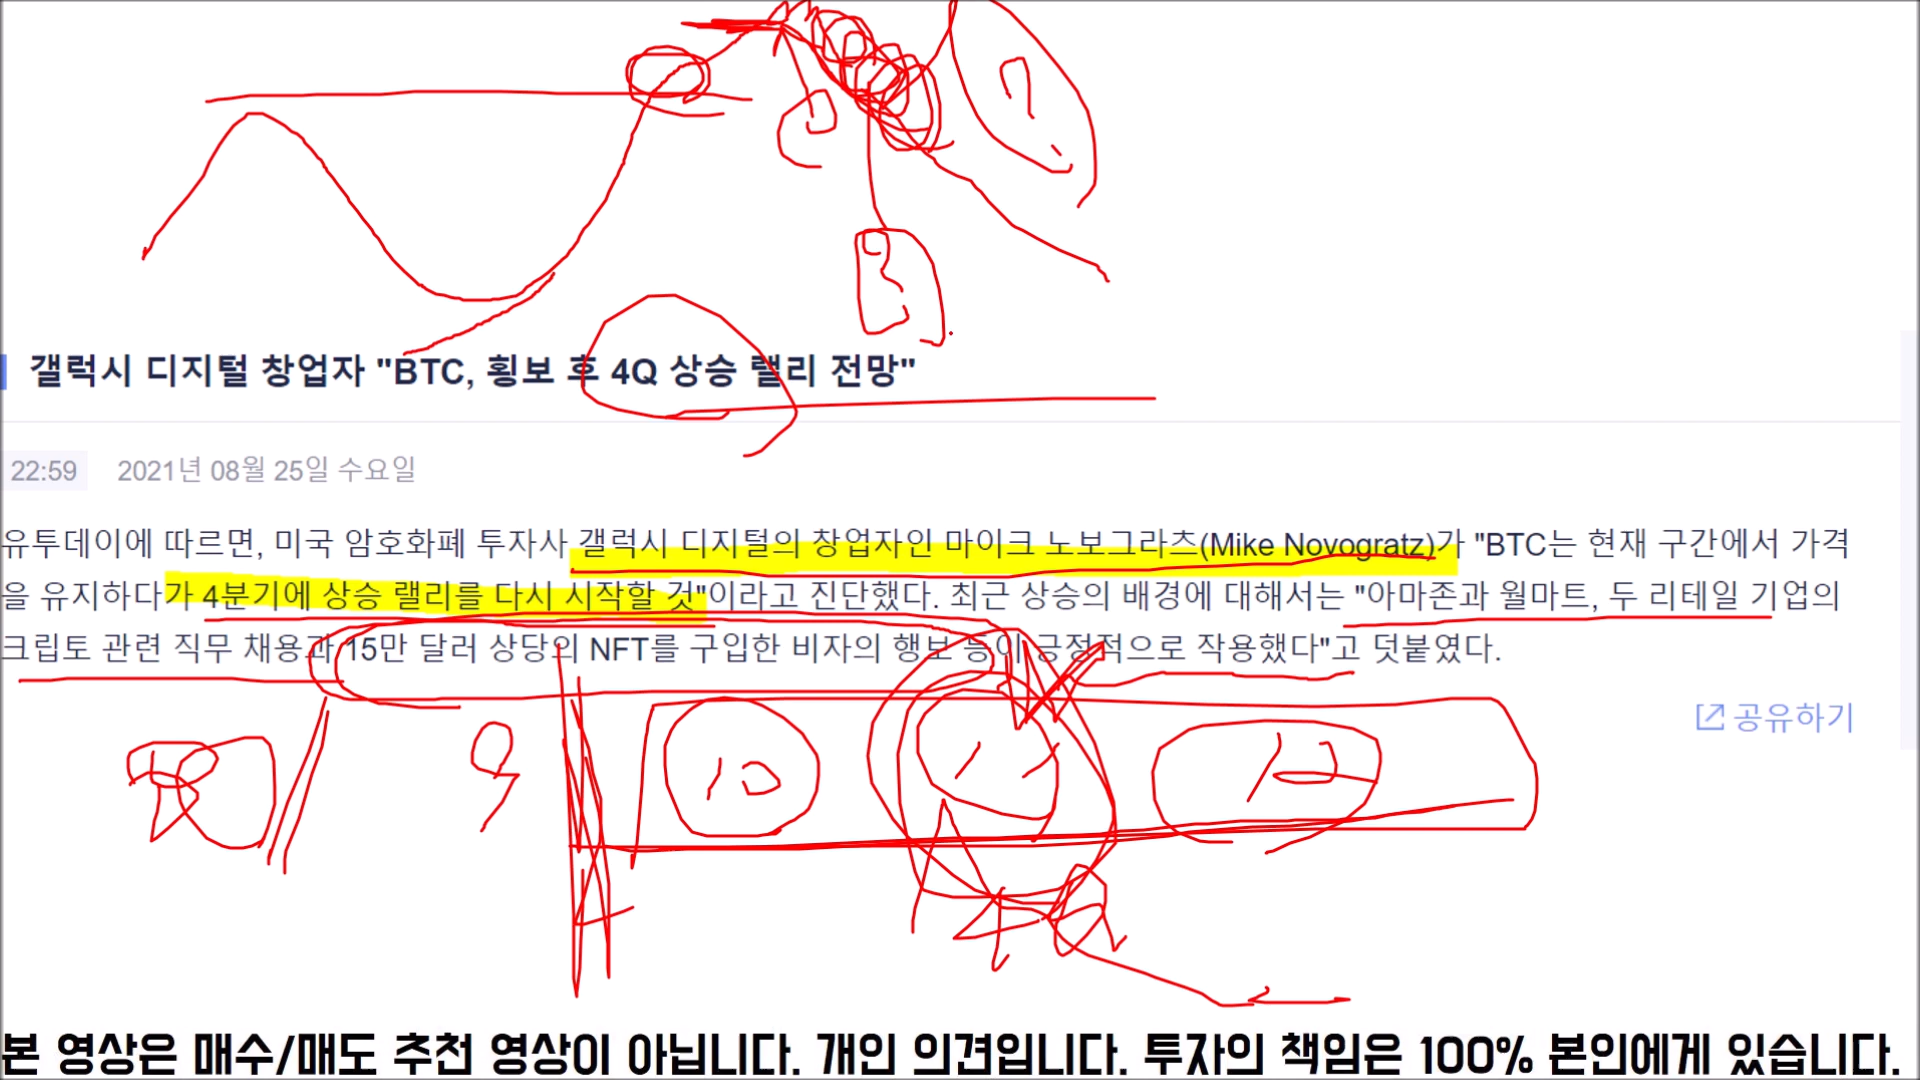 갤럭시 디지털 창업자 "BTC, 횡보 후 4Q 상승 랠리 전망"
22:59 2021년 08월 25일 수요일
유투데이에 따르면, 미국 암호화폐 투자사 갤럭시 디지털의 창업자인 마이크 노보그라츠(Mike Novogratz)가 "BTC는 현재 구간에서 가격
을 유지하다가 4분기에 상승 랠리를 다시 시작할 것"이라고 진단했다. 최근 상승의 배경에 대해서는 "아마존과 월마트, 두 리테일 기업의
크립토 관련 직무 채용과 15만 달러 상당의 NFT를 구입한 비자의 행보 등이 긍정적으로 작용했다"고 덧붙였다.
공유하기
9 10 12
본 영상은 매수/매도 추천 영상이 아닙니다. 개인 의견입니다. 투자의 책임은 100% 본인에게 있습니다.